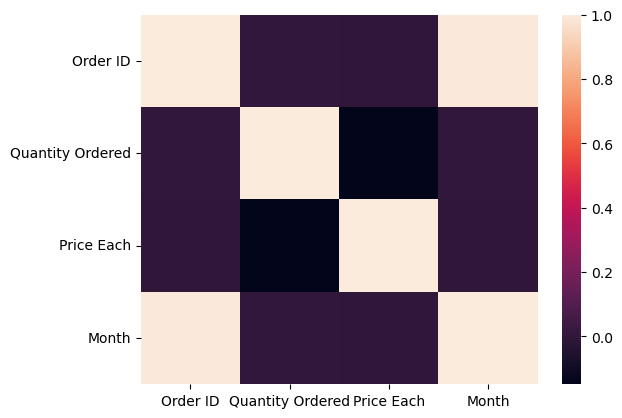 Order ID
Quantity Ordered
Price Each
Month
Order ID Quantity Ordered Price Each Month
1.0
0.8
0.6
0.4
0.2
0.0